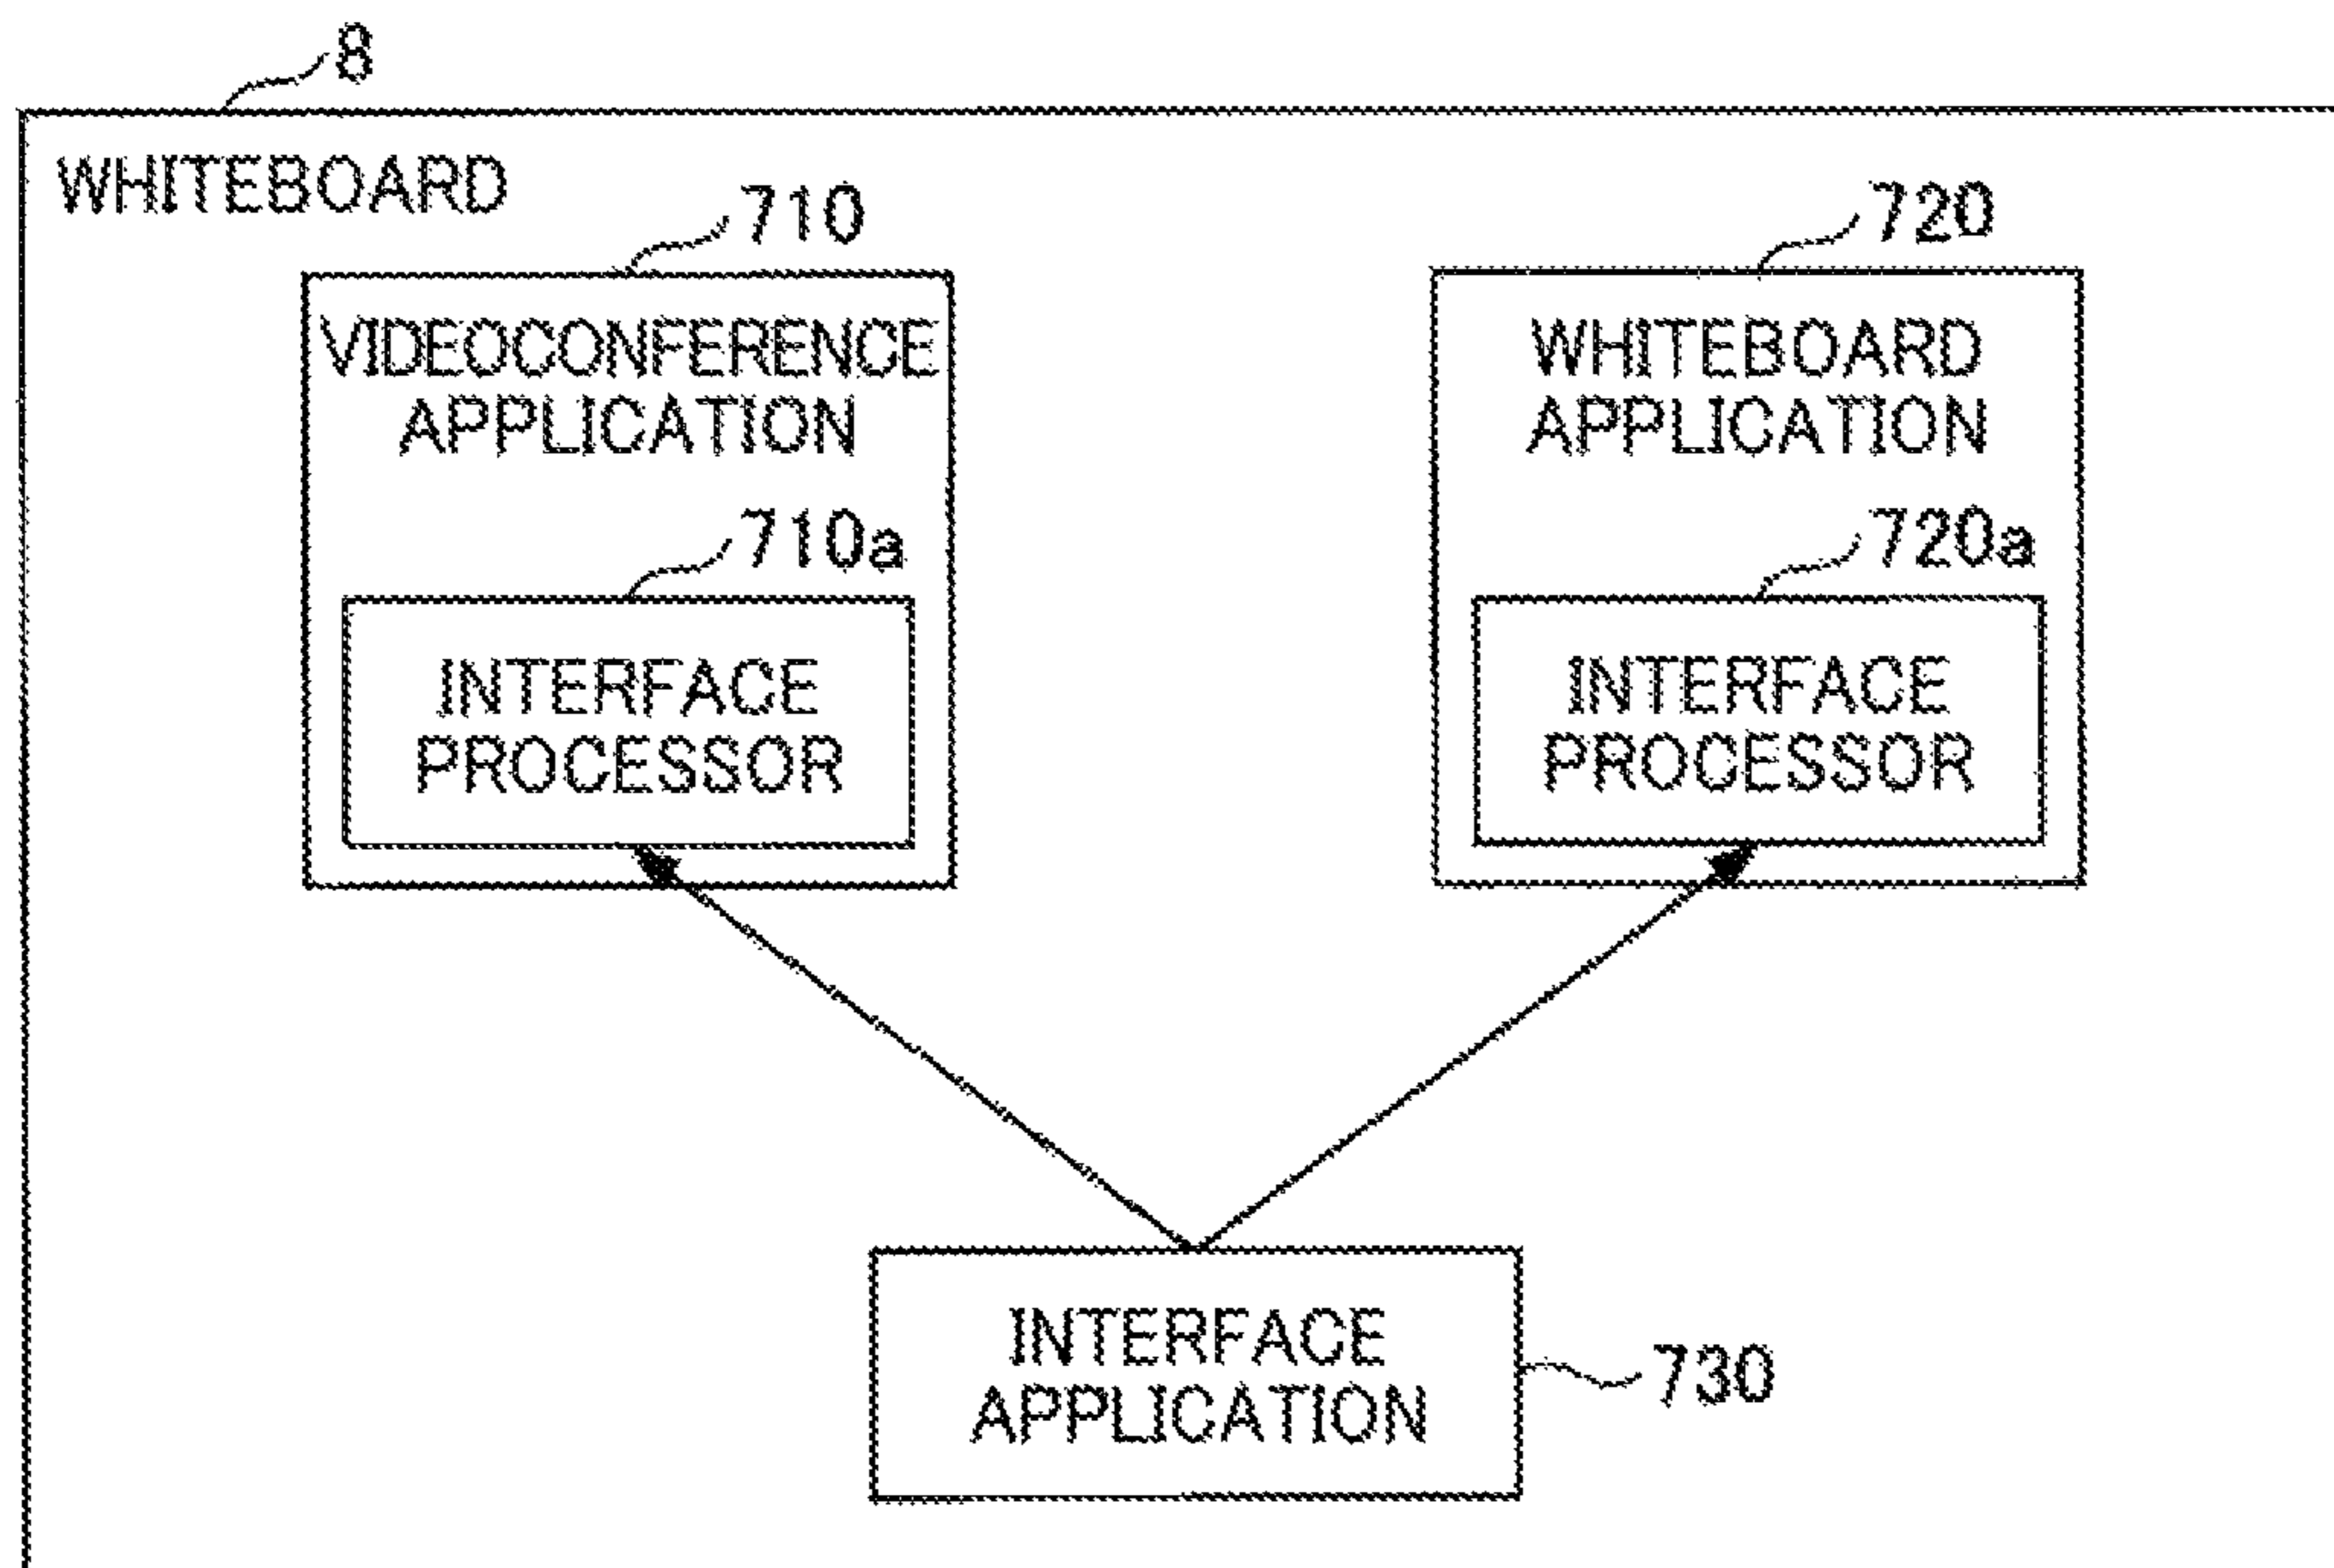 8
WHITEBOARD
710
720
VIDEOCONFERENCE
APPLICATION
WHITEBOARD
APPLICATION
710a
720a
INTERFACE
PROCESSOR
INTERFACE
PROCESSOR
INTERFACE
APPLICATION
730